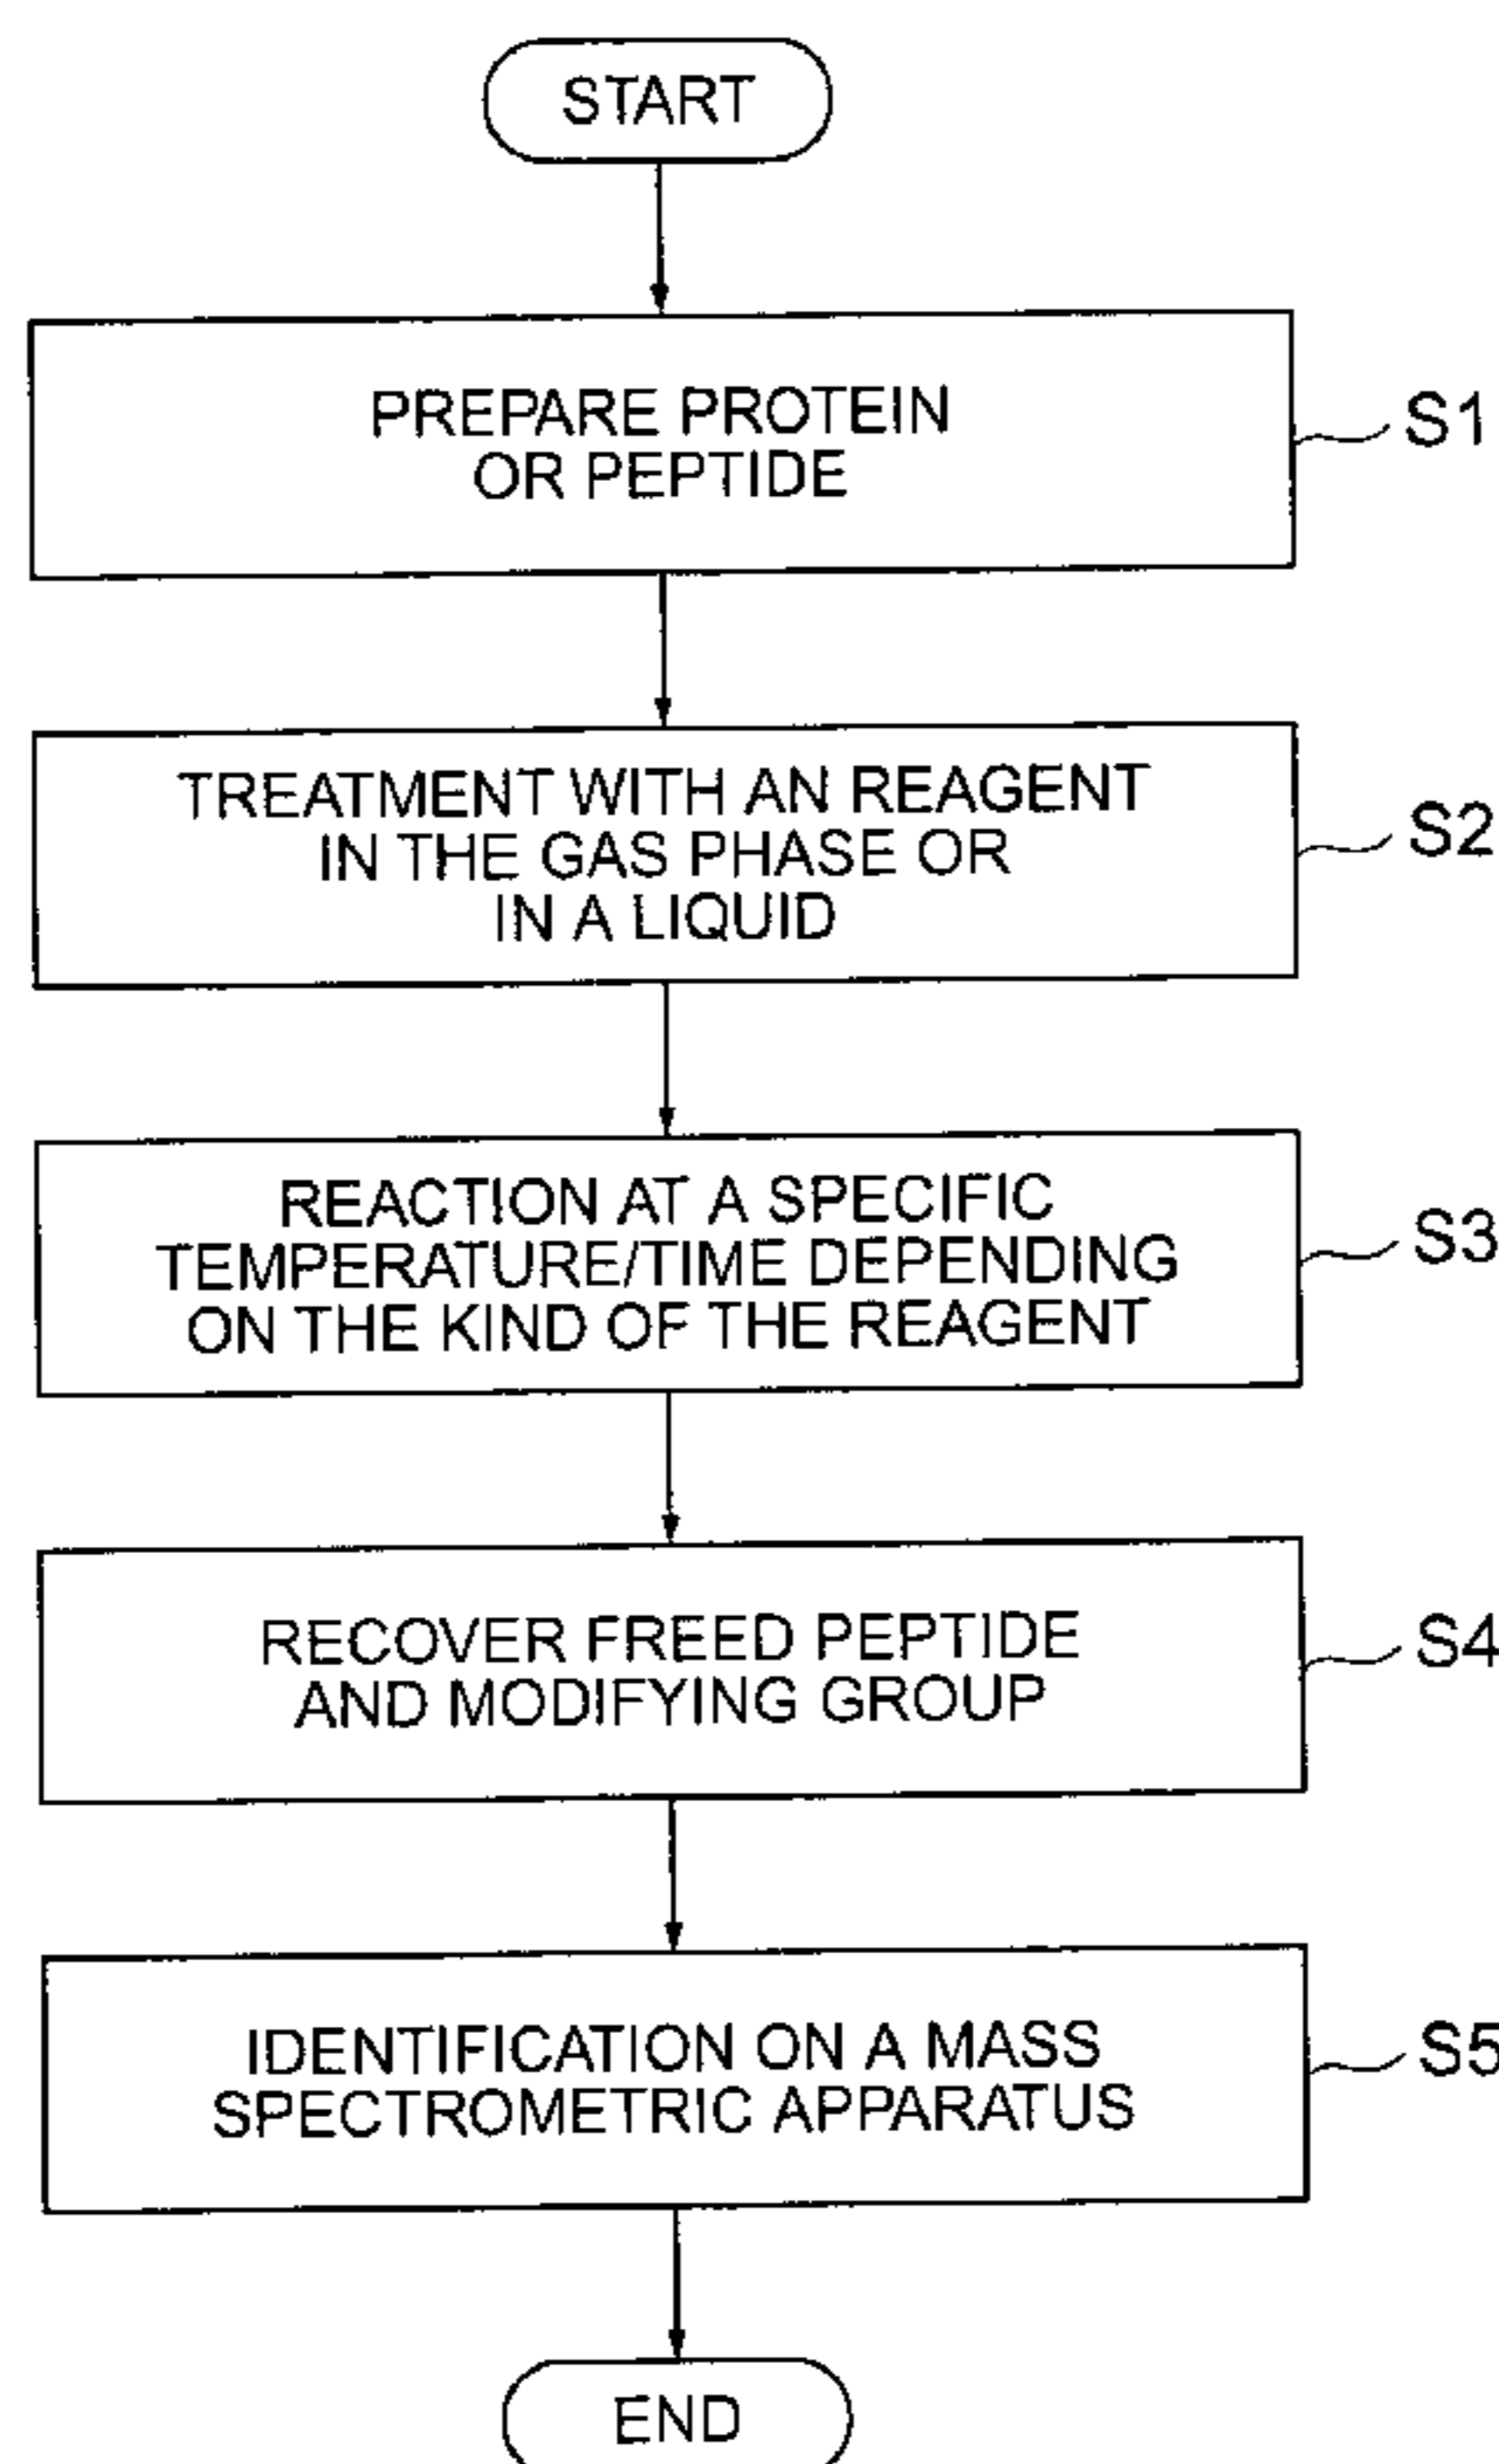 START
PREPARE PROTEIN
OR PEPTIDE
S1
TREATMENT WITH AN REAGENT
IN THE GAS PHASE OR
IN A LIQUID
S2
REACTION AT A SPECIFIC
TEMPERATURE/TIME DEPENDING
ON THE KIND OF THE REAGENT
S3
RECOVER FREED PEPTIDE
AND MODIFYING GROUP
S4
IDENTIFICATION ON A MASS
SPECTROMETRIC APPARATUS
S5
END